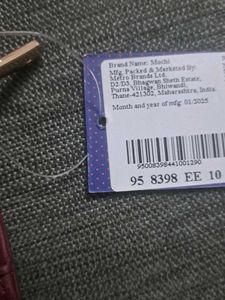 Brand Name: Mochi
Mfg, Packed & Marketed By:
Metro Brands Ltd.
D2/D3, Bhagwan Sheth Estate,
Purna Village, Bhiwandi,
Thane-421302, Maharashtra, India.
Month and year of mfg: 01/2025
95008398441001290
95 8398 EE 10